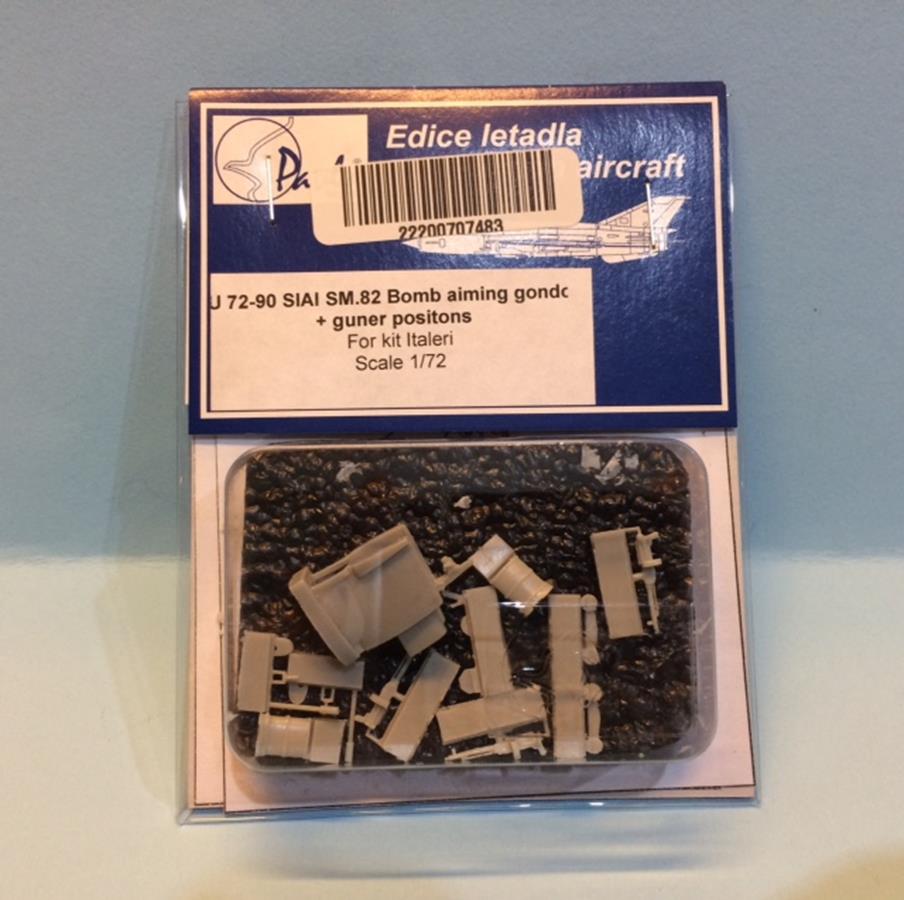 Edice letadla
aircraft
22200707483
U 72-90 SIAI SM.82 Bomb aiming gondo
+ guner positons
For kit Italeri
Scale 1/72